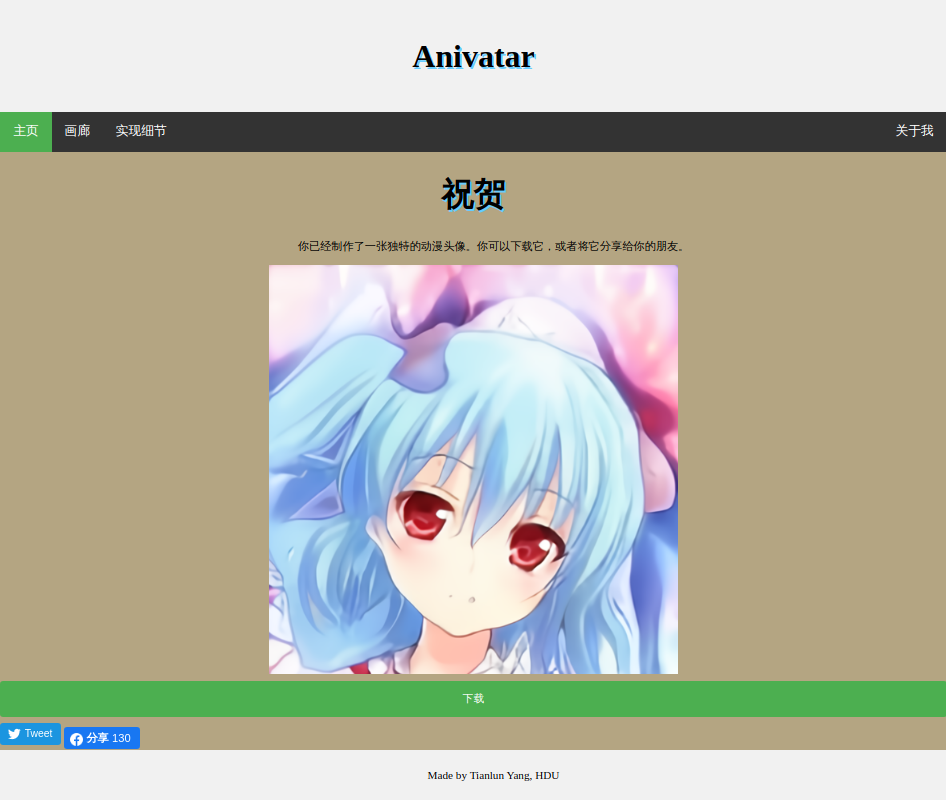 Anivatar
主页 画廊 实现细节 关于我
祝贺
你已经制作了一张独特的动漫头像。你可以下载它，或者将它分享给你的朋友。
下载
Tweet 分享 130
Made by Tianlun Yang, HDU